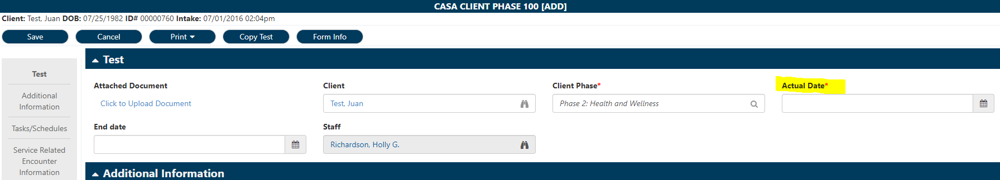 CASA CLIENT PHASE 100 [ADD]
Client: Test, Juan DOB: 07/25/1982 ID# 00000760 Intake: 07/01/2016 02:04pm
Save Cancel Print Copy Test Form Info
Test
Additional
Information
Tasks/Schedules
Service Related
Encounter
Information
Test
Attached Document Client Client Phase* Actual Date*
Click to Upload Document Test, Juan Phase 2: Health and Wellness
End date Staff
Richardson, Holly G.
Additional Information